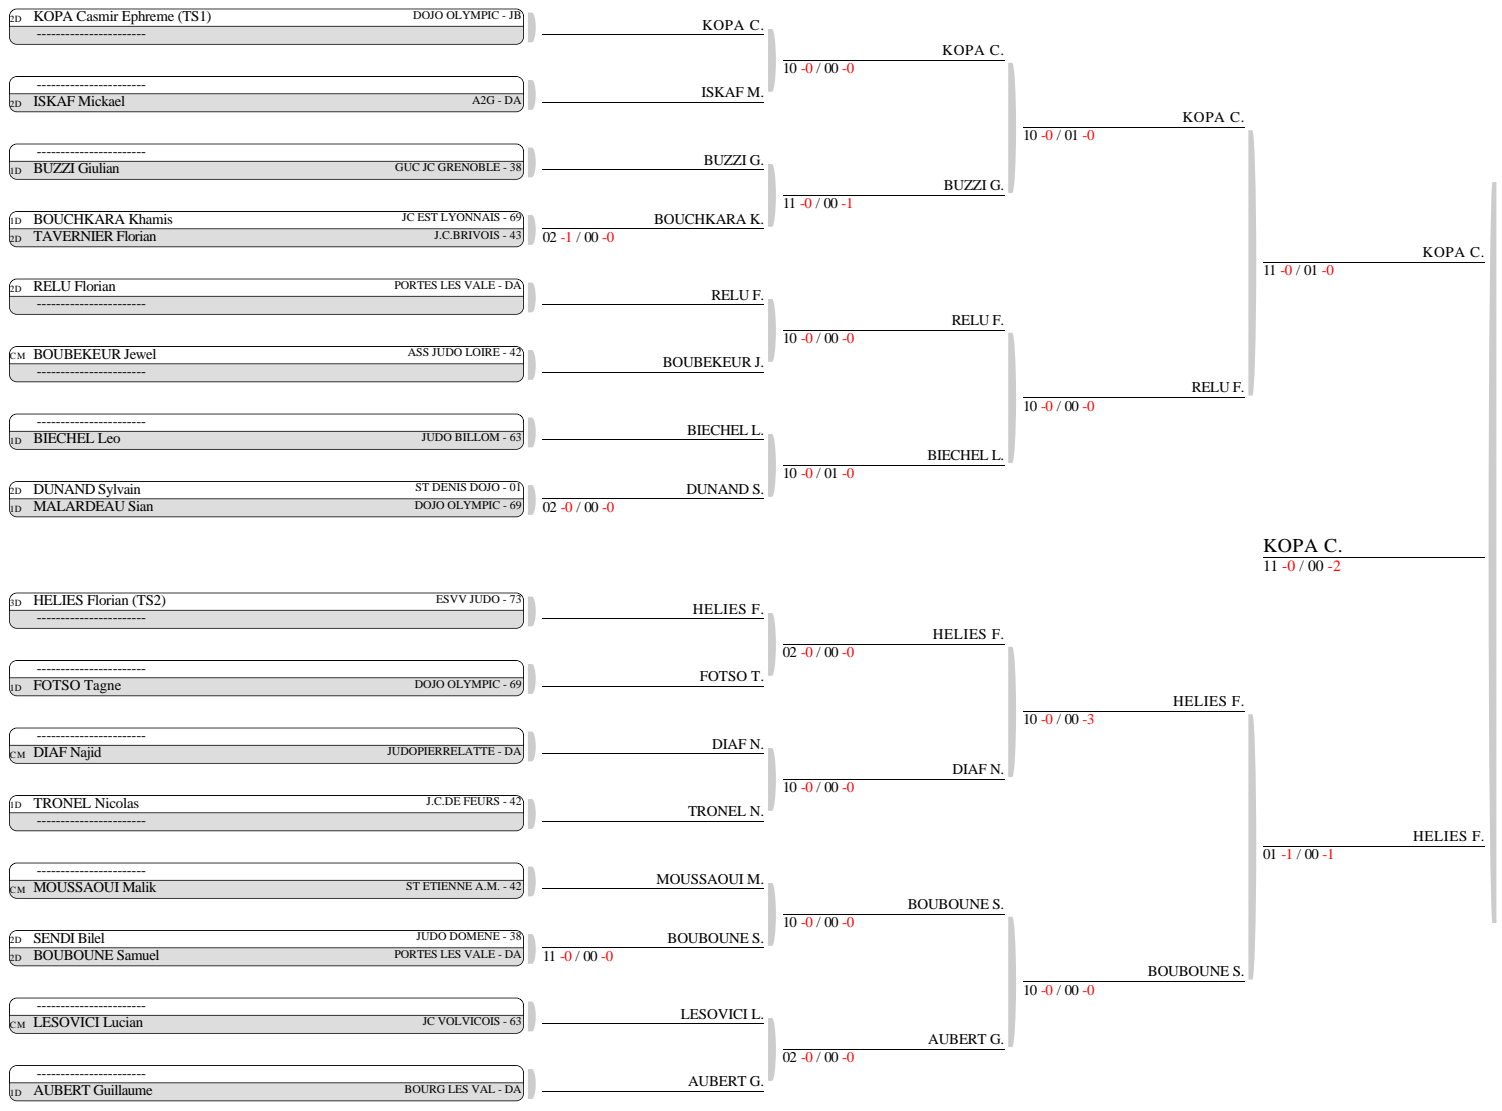 2D KOPA Casmir Ephreme (TS1) DOJO OLYMPIC - JB
-----------------------
-----------------------
2D ISKAF Mickael A2G - DA
-----------------------
1D BUZZI Giulian GUC JC GRENOBLE - 38
1D BOUCHKARA Khamis JC EST LYONNAIS - 69
2D TAVERNIER Florian J.C.BRIVOIS - 43
2D RELU Florian PORTES LES VALE - DA
-----------------------
CM BOUBEKEUR Jewel ASS JUDO LOIRE - 42
-----------------------
-----------------------
1D BIECHEL Leo JUDO BILLOM - 63
2D DUNAND Sylvain ST DENIS DOJO - 01
1D MALARDEAU Sian DOJO OLYMPIC - 69
3D HELIES Florian (TS2) ESVV JUDO - 73
-----------------------
-----------------------
1D FOTSO Tagne DOJO OLYMPIC - 69
-----------------------
CM DIAF Najid JUDOPIERRELATTE - DA
1D TRONEL Nicolas J.C.DE FEURS - 42
-----------------------
-----------------------
CM MOUSSAOUI Malik ST ETIENNE A.M. - 42
2D SENDI Bilel JUDO DOMENE - 38
2D BOUBOUNE Samuel PORTES LES VALE - DA
-----------------------
CM LESOVICI Lucian JC VOLVICOIS - 63
-----------------------
1D AUBERT Guillaume BOURG LES VAL - DA
KOPA C.
ISKAF M.
BUZZI G.
BOUCHKARA K.
02 -1 / 00 -0
RELU F.
BOUBEKEUR J.
BIECHEL L.
DUNAND S.
02 -0 / 00 -0
HELIES F.
FOTSO T.
DIAF N.
TRONEL N.
MOUSSAOUI M.
BOUBOUNE S.
11 -0 / 00 -0
LESOVICI L.
AUBERT G.
KOPA C.
10 -0 / 00 -0
BUZZI G.
11 -0 / 00 -1
RELU F.
10 -0 / 00 -0
BIECHEL L.
10 -0 / 01 -0
HELIES F.
02 -0 / 00 -0
DIAF N.
10 -0 / 00 -0
BOUBOUNE S.
10 -0 / 00 -0
AUBERT G.
02 -0 / 00 -0
KOPA C.
10 -0 / 01 -0
RELU F.
10 -0 / 00 -0
HELIES F.
10 -0 / 00 -3
BOUBOUNE S.
10 -0 / 00 -0
KOPA C.
11 -0 / 01 -0
KOPA C.
11 -0 / 00 -2
HELIES F.
01 -1 / 00 -1